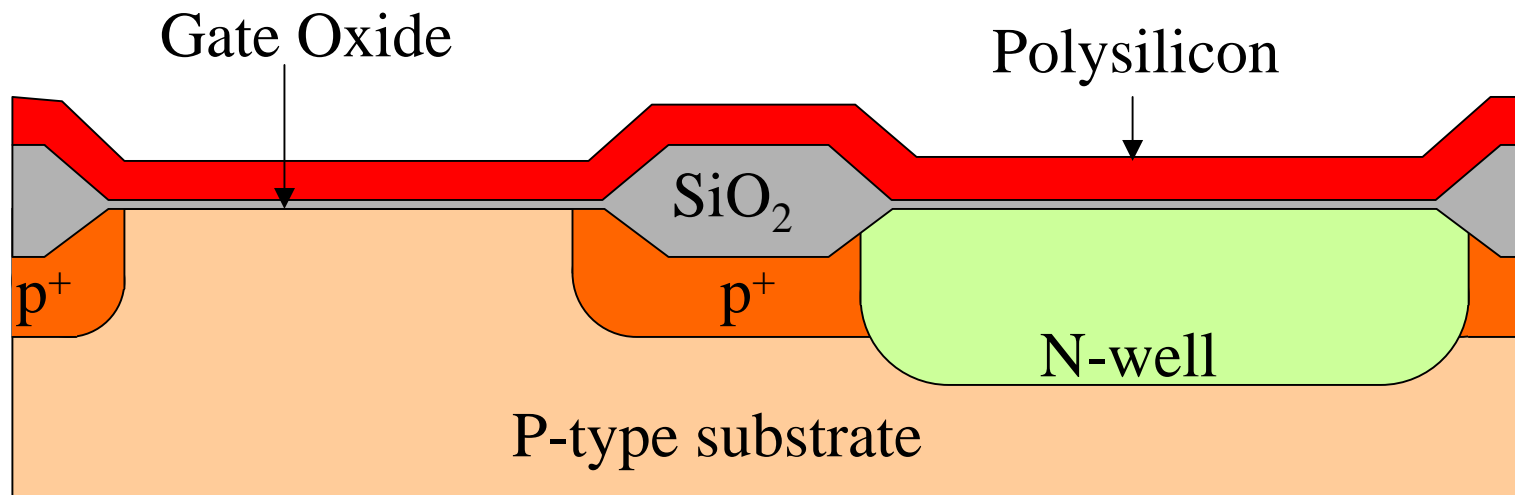 Gate Oxide
Polysilicon
SiO₂
p⁺
p⁺
N-well
P-type substrate